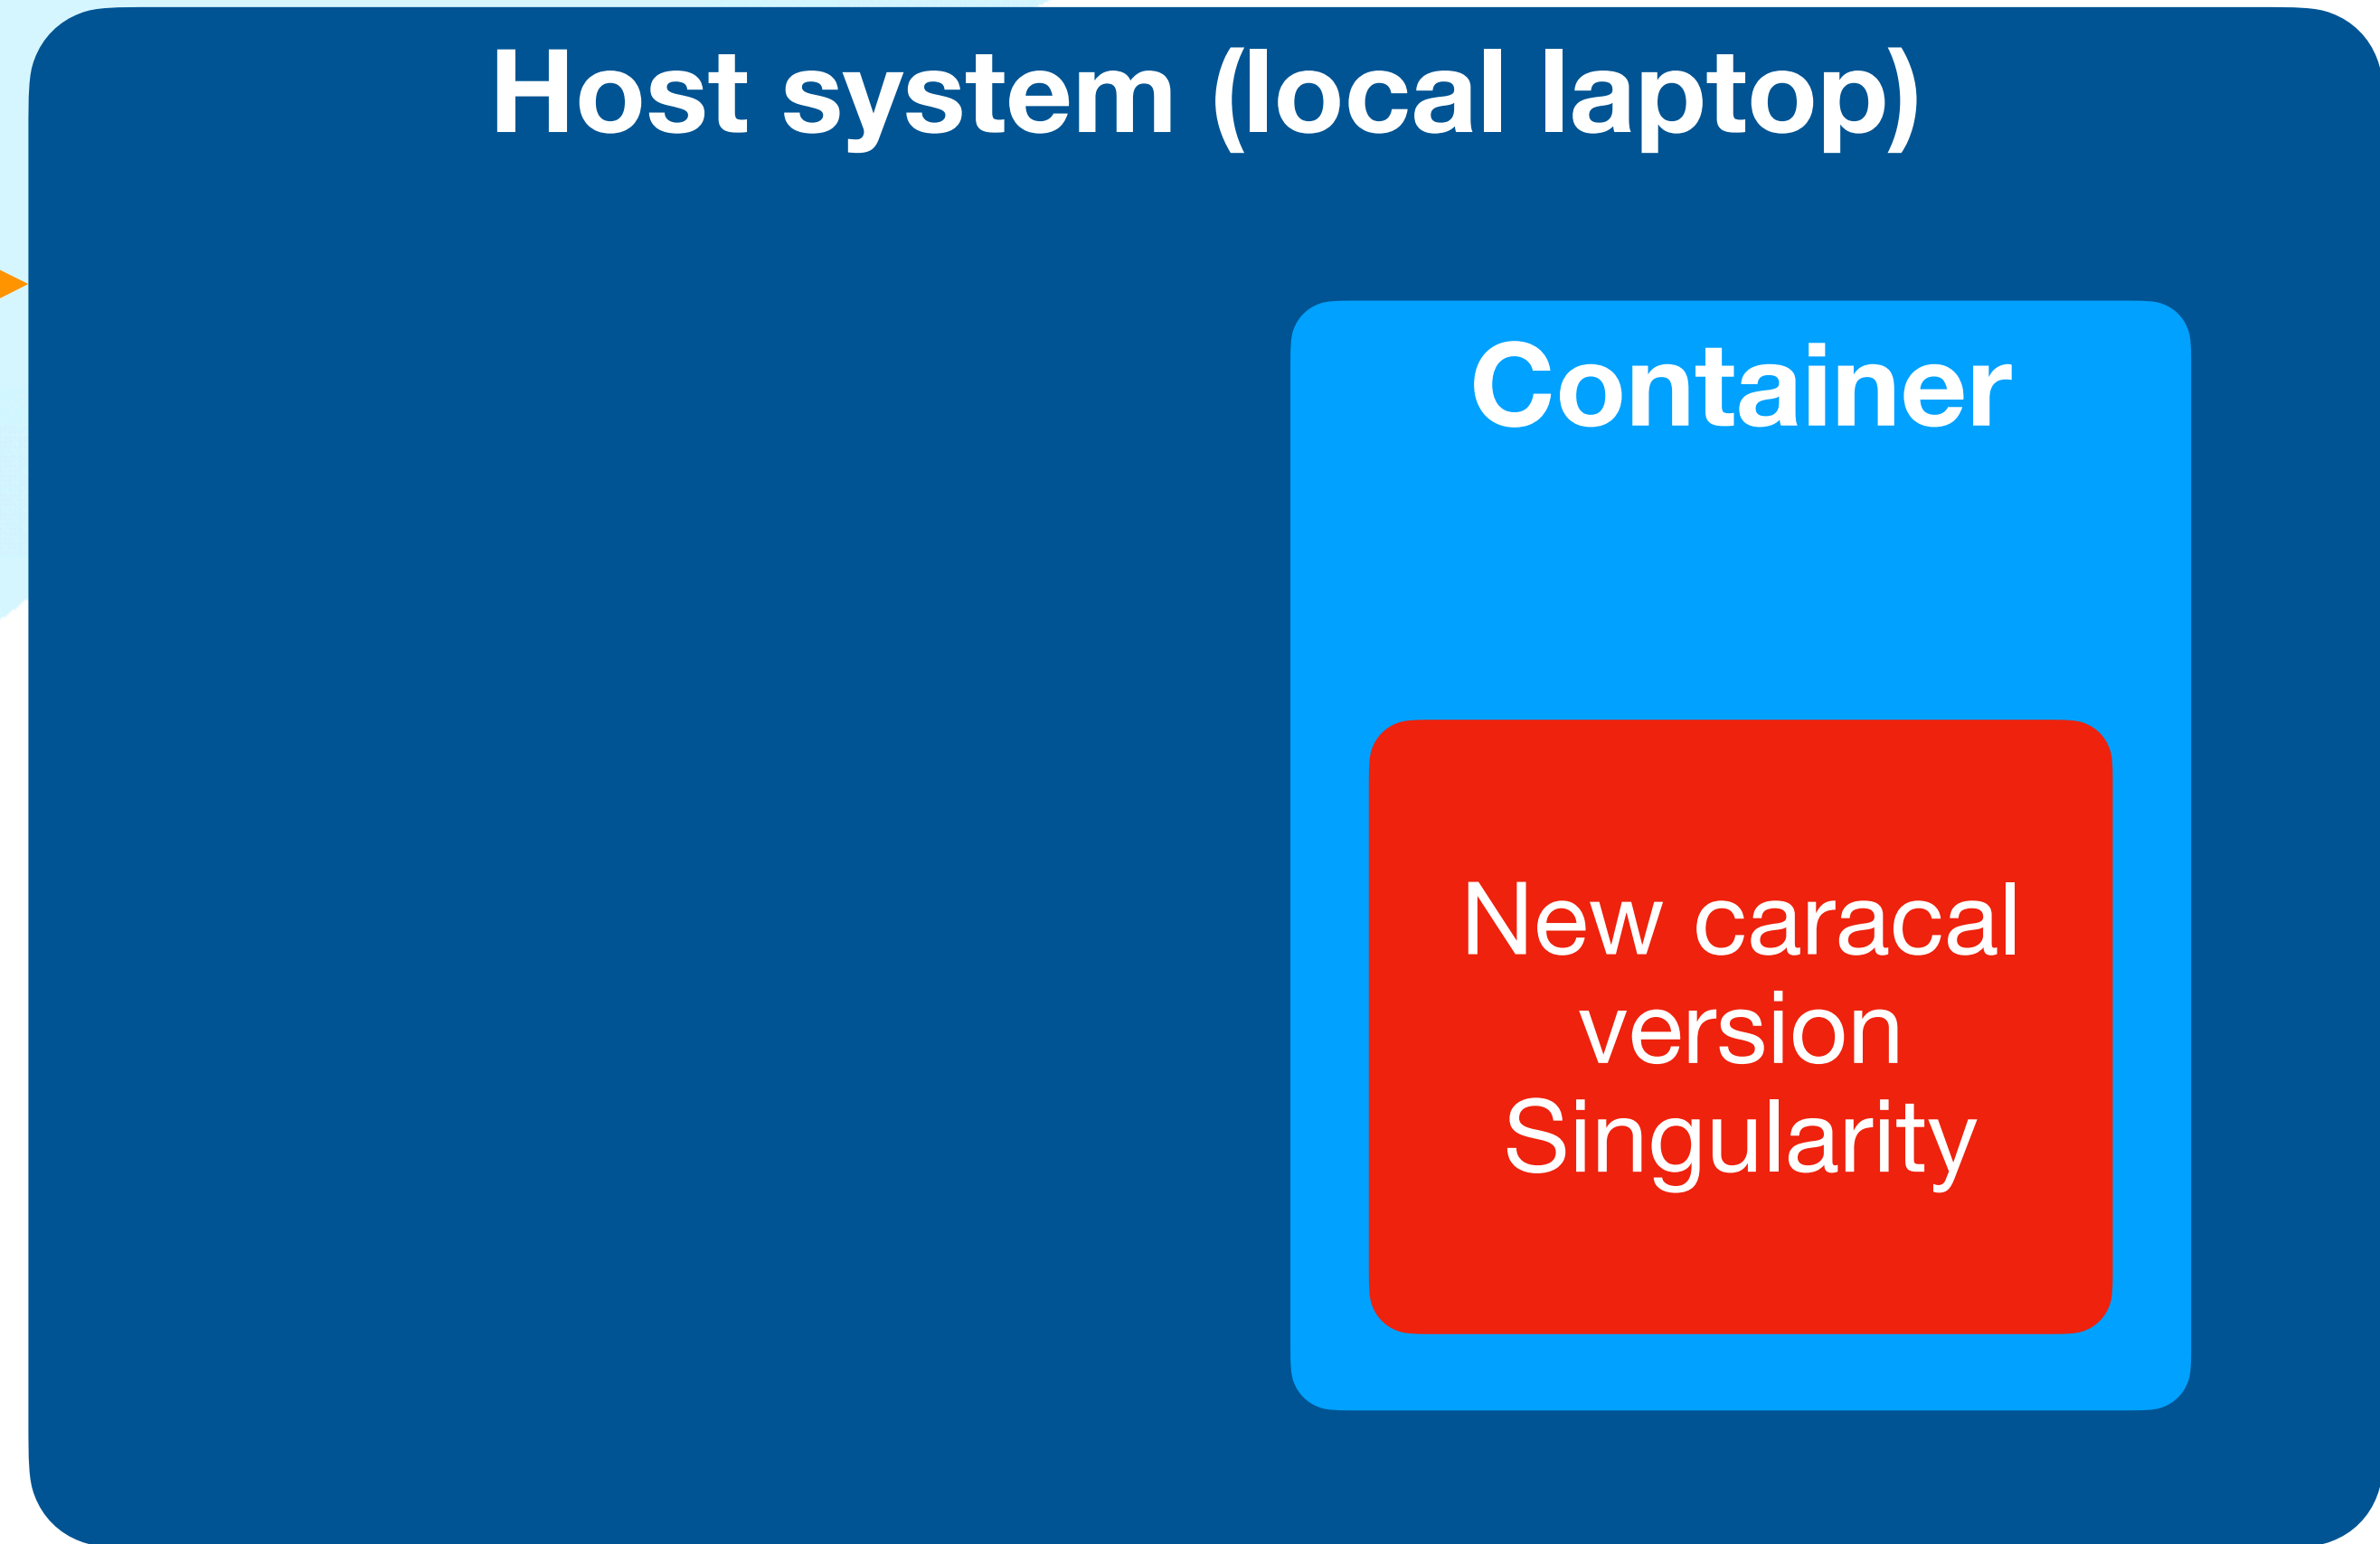 Host system (local laptop)
Container
New caracal
version
Singularity